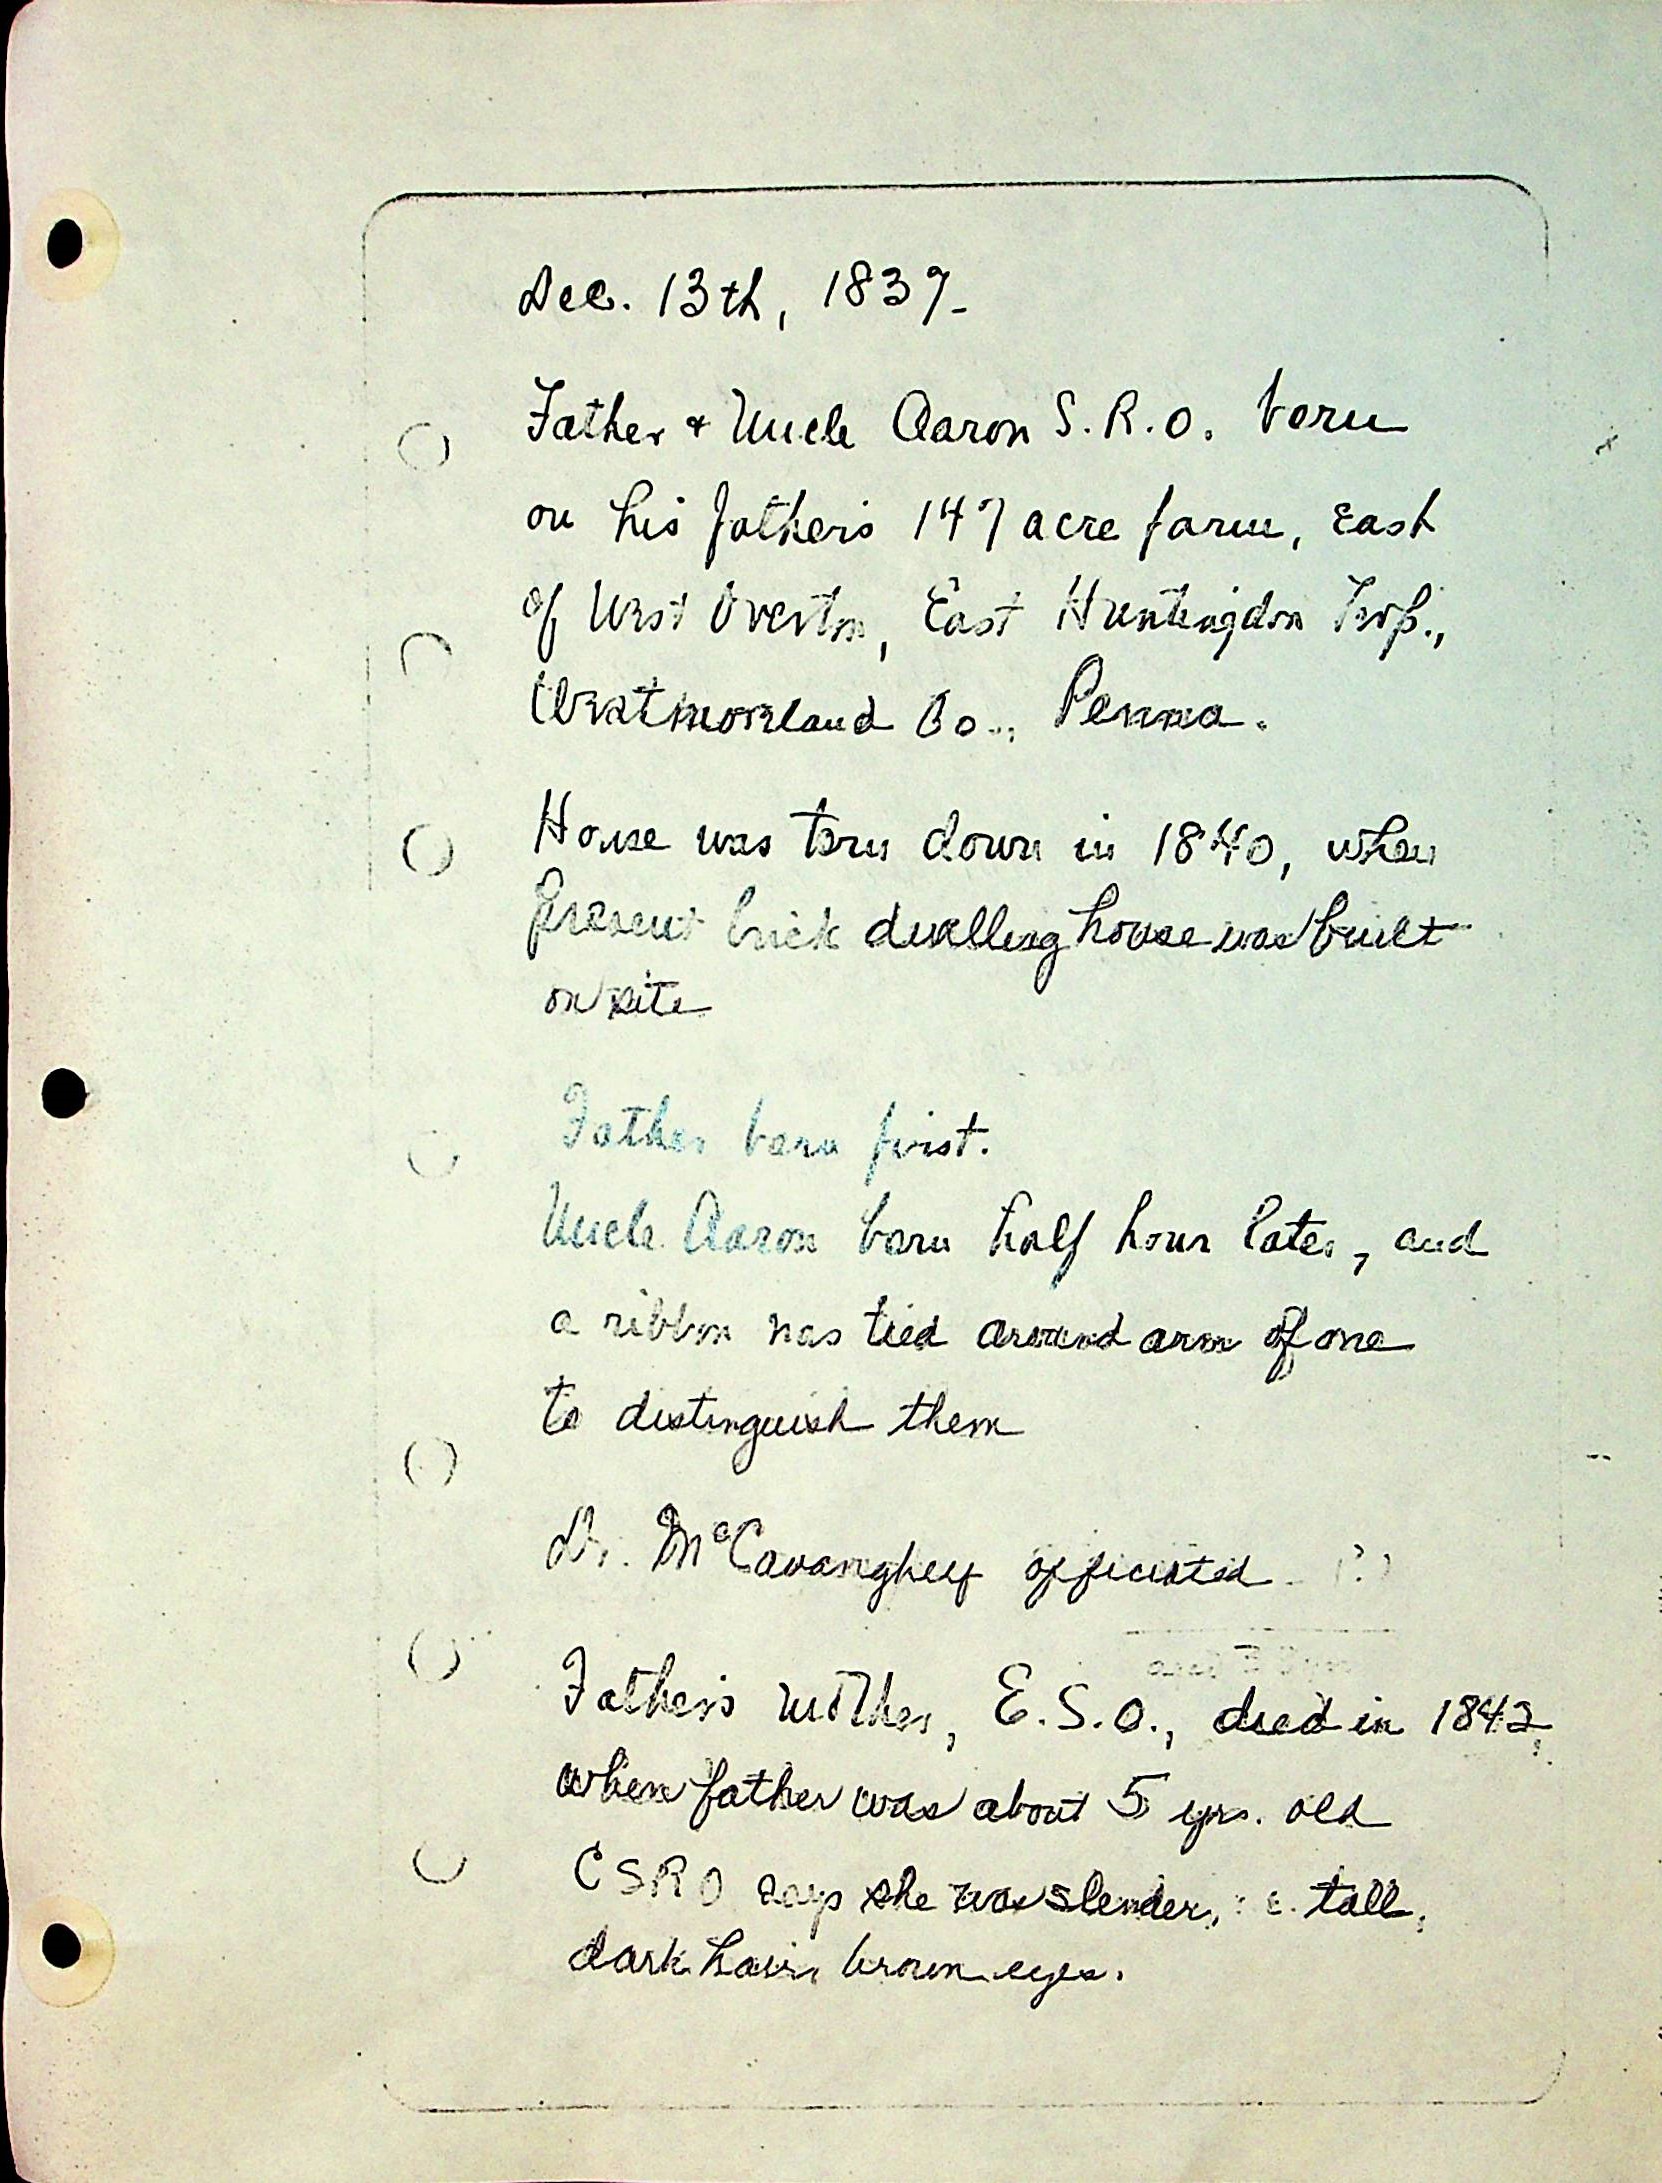 Dec. 13th, 1837-
Father & Uncle Aaron S.R.O. born
on his father's 147 acre farm, East
of West Overton, East Huntingdon Twp.,
Westmoreland Co., Penna.
House was torn down in 1840, when
present brick dwelling house was built
on site
Father born first.
Uncle Aaron born half hour later, and
a ribbon was tied around arm of one
to distinguish them
Dr. McCavanghey officiated. (?)
Father's mother, E.S.O., died in 1842,
when father was about 5 yrs. old
CSRO says she was slender, tall,
dark hair, brown eyes.